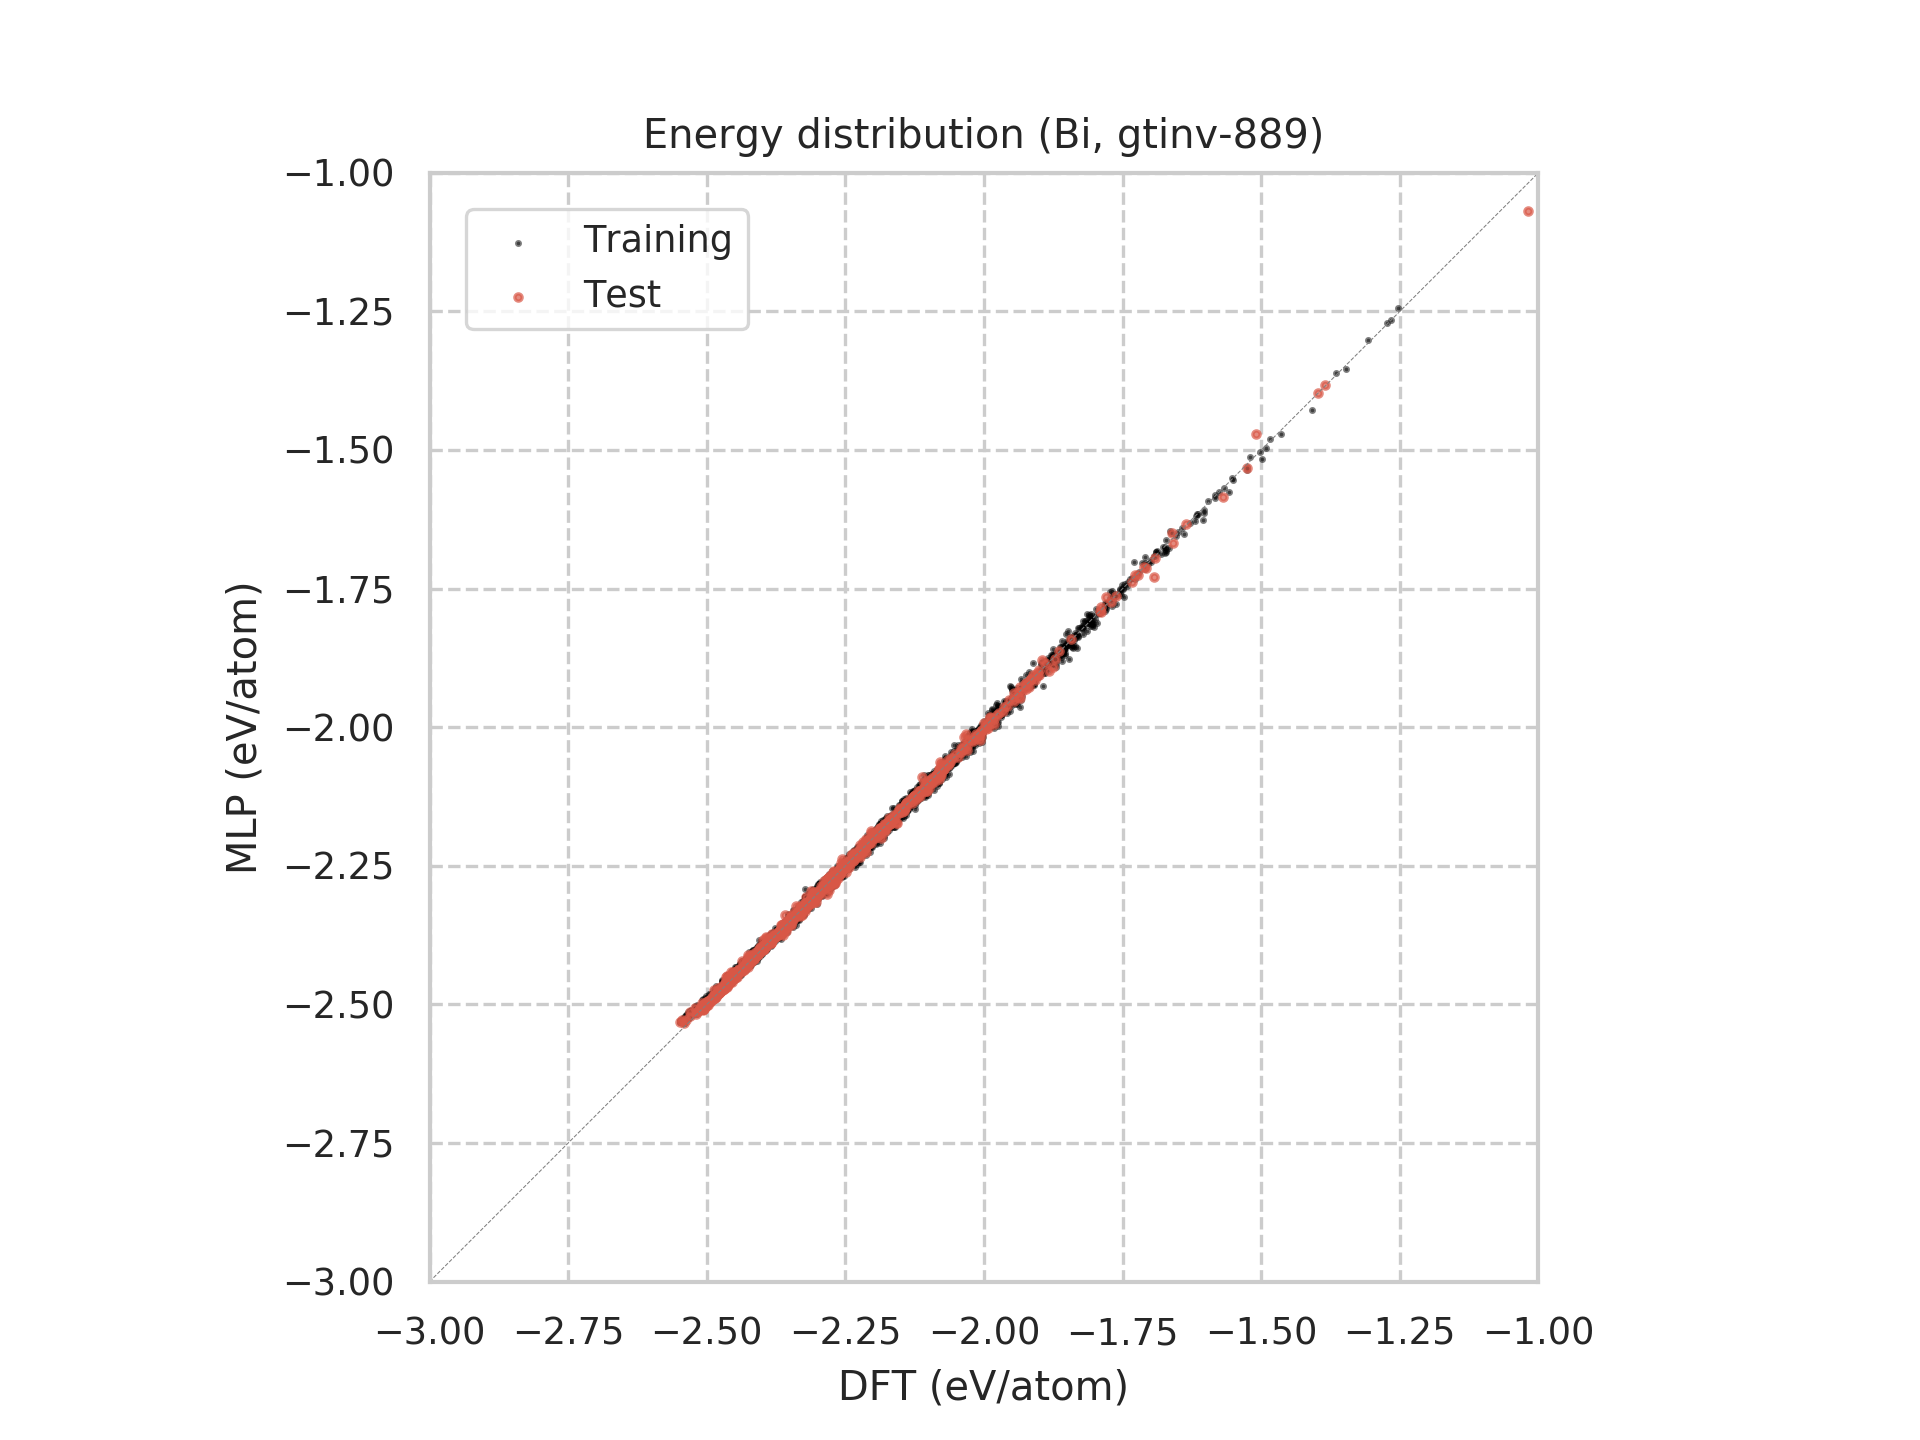 Energy distribution (Bi, gtinv-889)
Training
Test
MLP (eV/atom)
−1.00
−1.25
−1.50
−1.75
−2.00
−2.25
−2.50
−2.75
−3.00
−3.00 −2.75 −2.50 −2.25 −2.00 −1.75 −1.50 −1.25 −1.00
DFT (eV/atom)